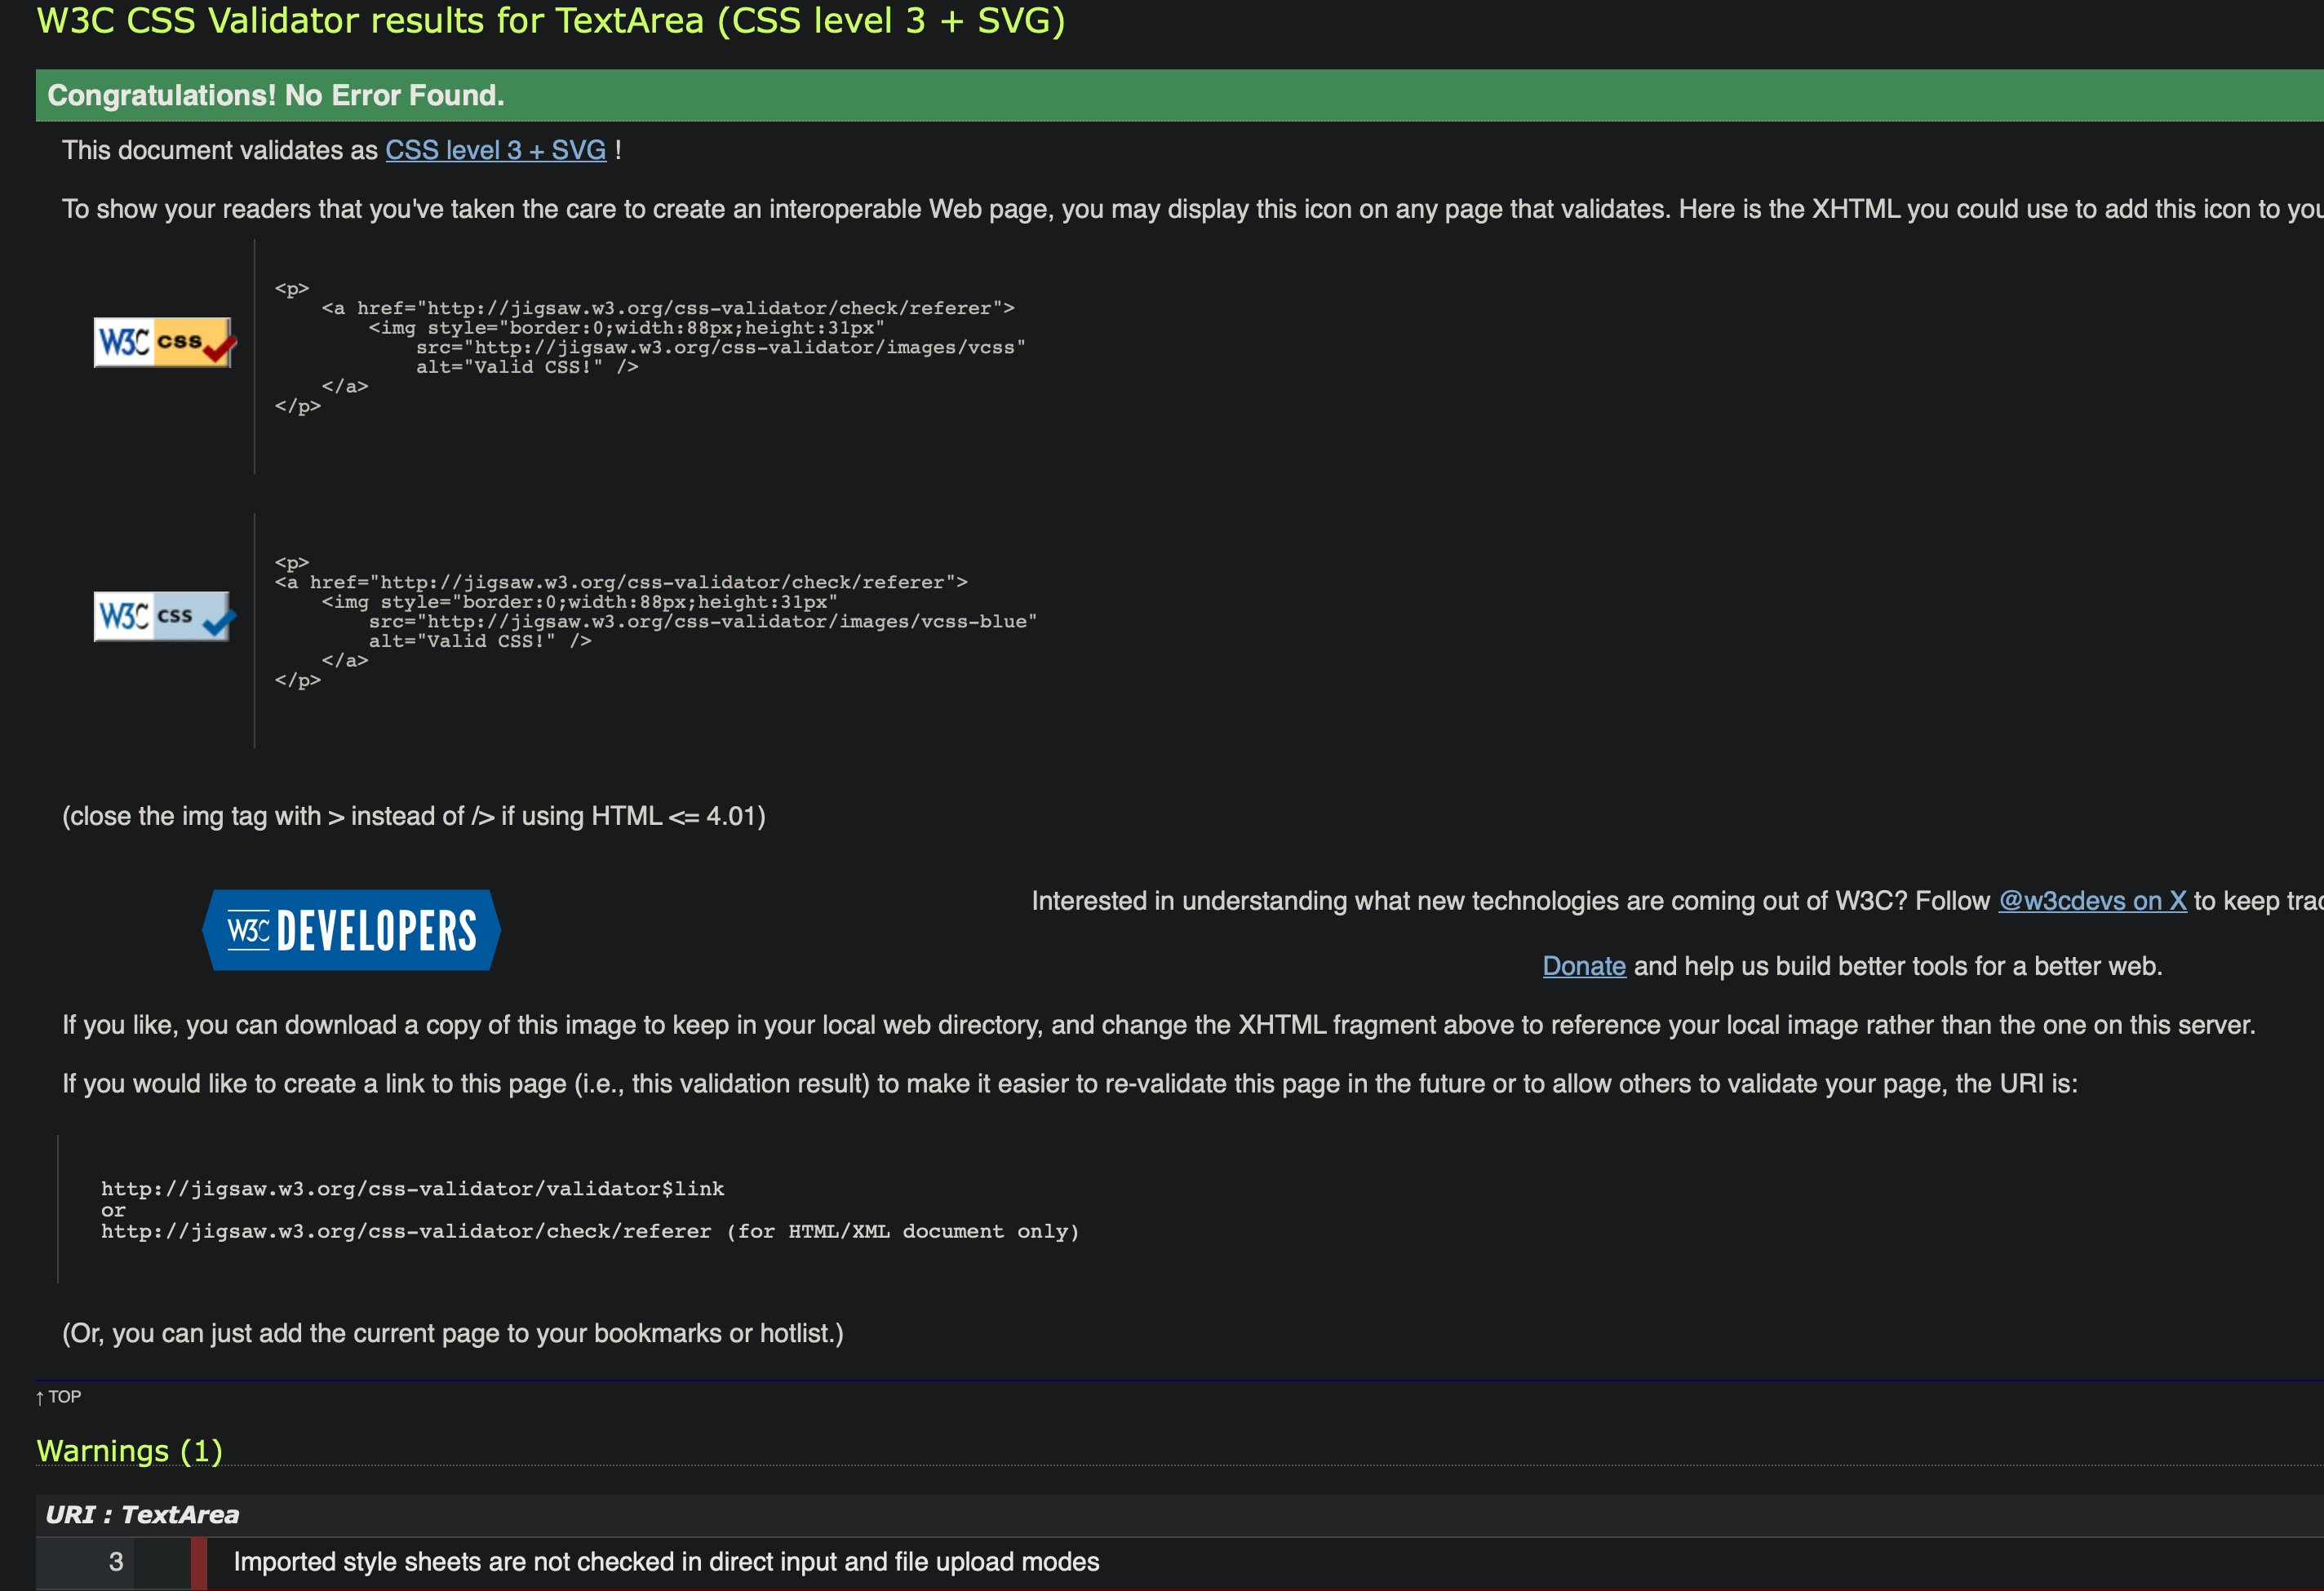 W3C CSS Validator results for TextArea (CSS level 3 + SVG)
Congratulations! No Error Found.
This document validates as CSS level 3 + SVG !
To show your readers that you've taken the care to create an interoperable Web page, you may display this icon on any page that validates. Here is the XHTML you could use to add this icon to you
W3C css
<p>
<a href="http://jigsaw.w3.org/css-validator/check/referer">
<img style="border:0;width:88px;height:31px"
src="http://jigsaw.w3.org/css-validator/images/vcss"
alt="Valid CSS!" />
</a>
</p>
W3C css
<p>
<a href="http://jigsaw.w3.org/css-validator/check/referer">
<img style="border:0;width:88px;height:31px"
src="http://jigsaw.w3.org/css-validator/images/vcss-blue"
alt="Valid CSS!" />
</a>
</p>
(close the img tag with > instead of /> if using HTML <= 4.01)
W3C DEVELOPERS
Interested in understanding what new technologies are coming out of W3C? Follow @w3cdevs on X to keep trac
Donate and help us build better tools for a better web.
If you like, you can download a copy of this image to keep in your local web directory, and change the XHTML fragment above to reference your local image rather than the one on this server.
If you would like to create a link to this page (i.e., this validation result) to make it easier to re-validate this page in the future or to allow others to validate your page, the URI is:
http://jigsaw.w3.org/css-validator/validator$link
or
http://jigsaw.w3.org/css-validator/check/referer (for HTML/XML document only)
(Or, you can just add the current page to your bookmarks or hotlist.)
↑ TOP
Warnings (1)
URI : TextArea
3 Imported style sheets are not checked in direct input and file upload modes